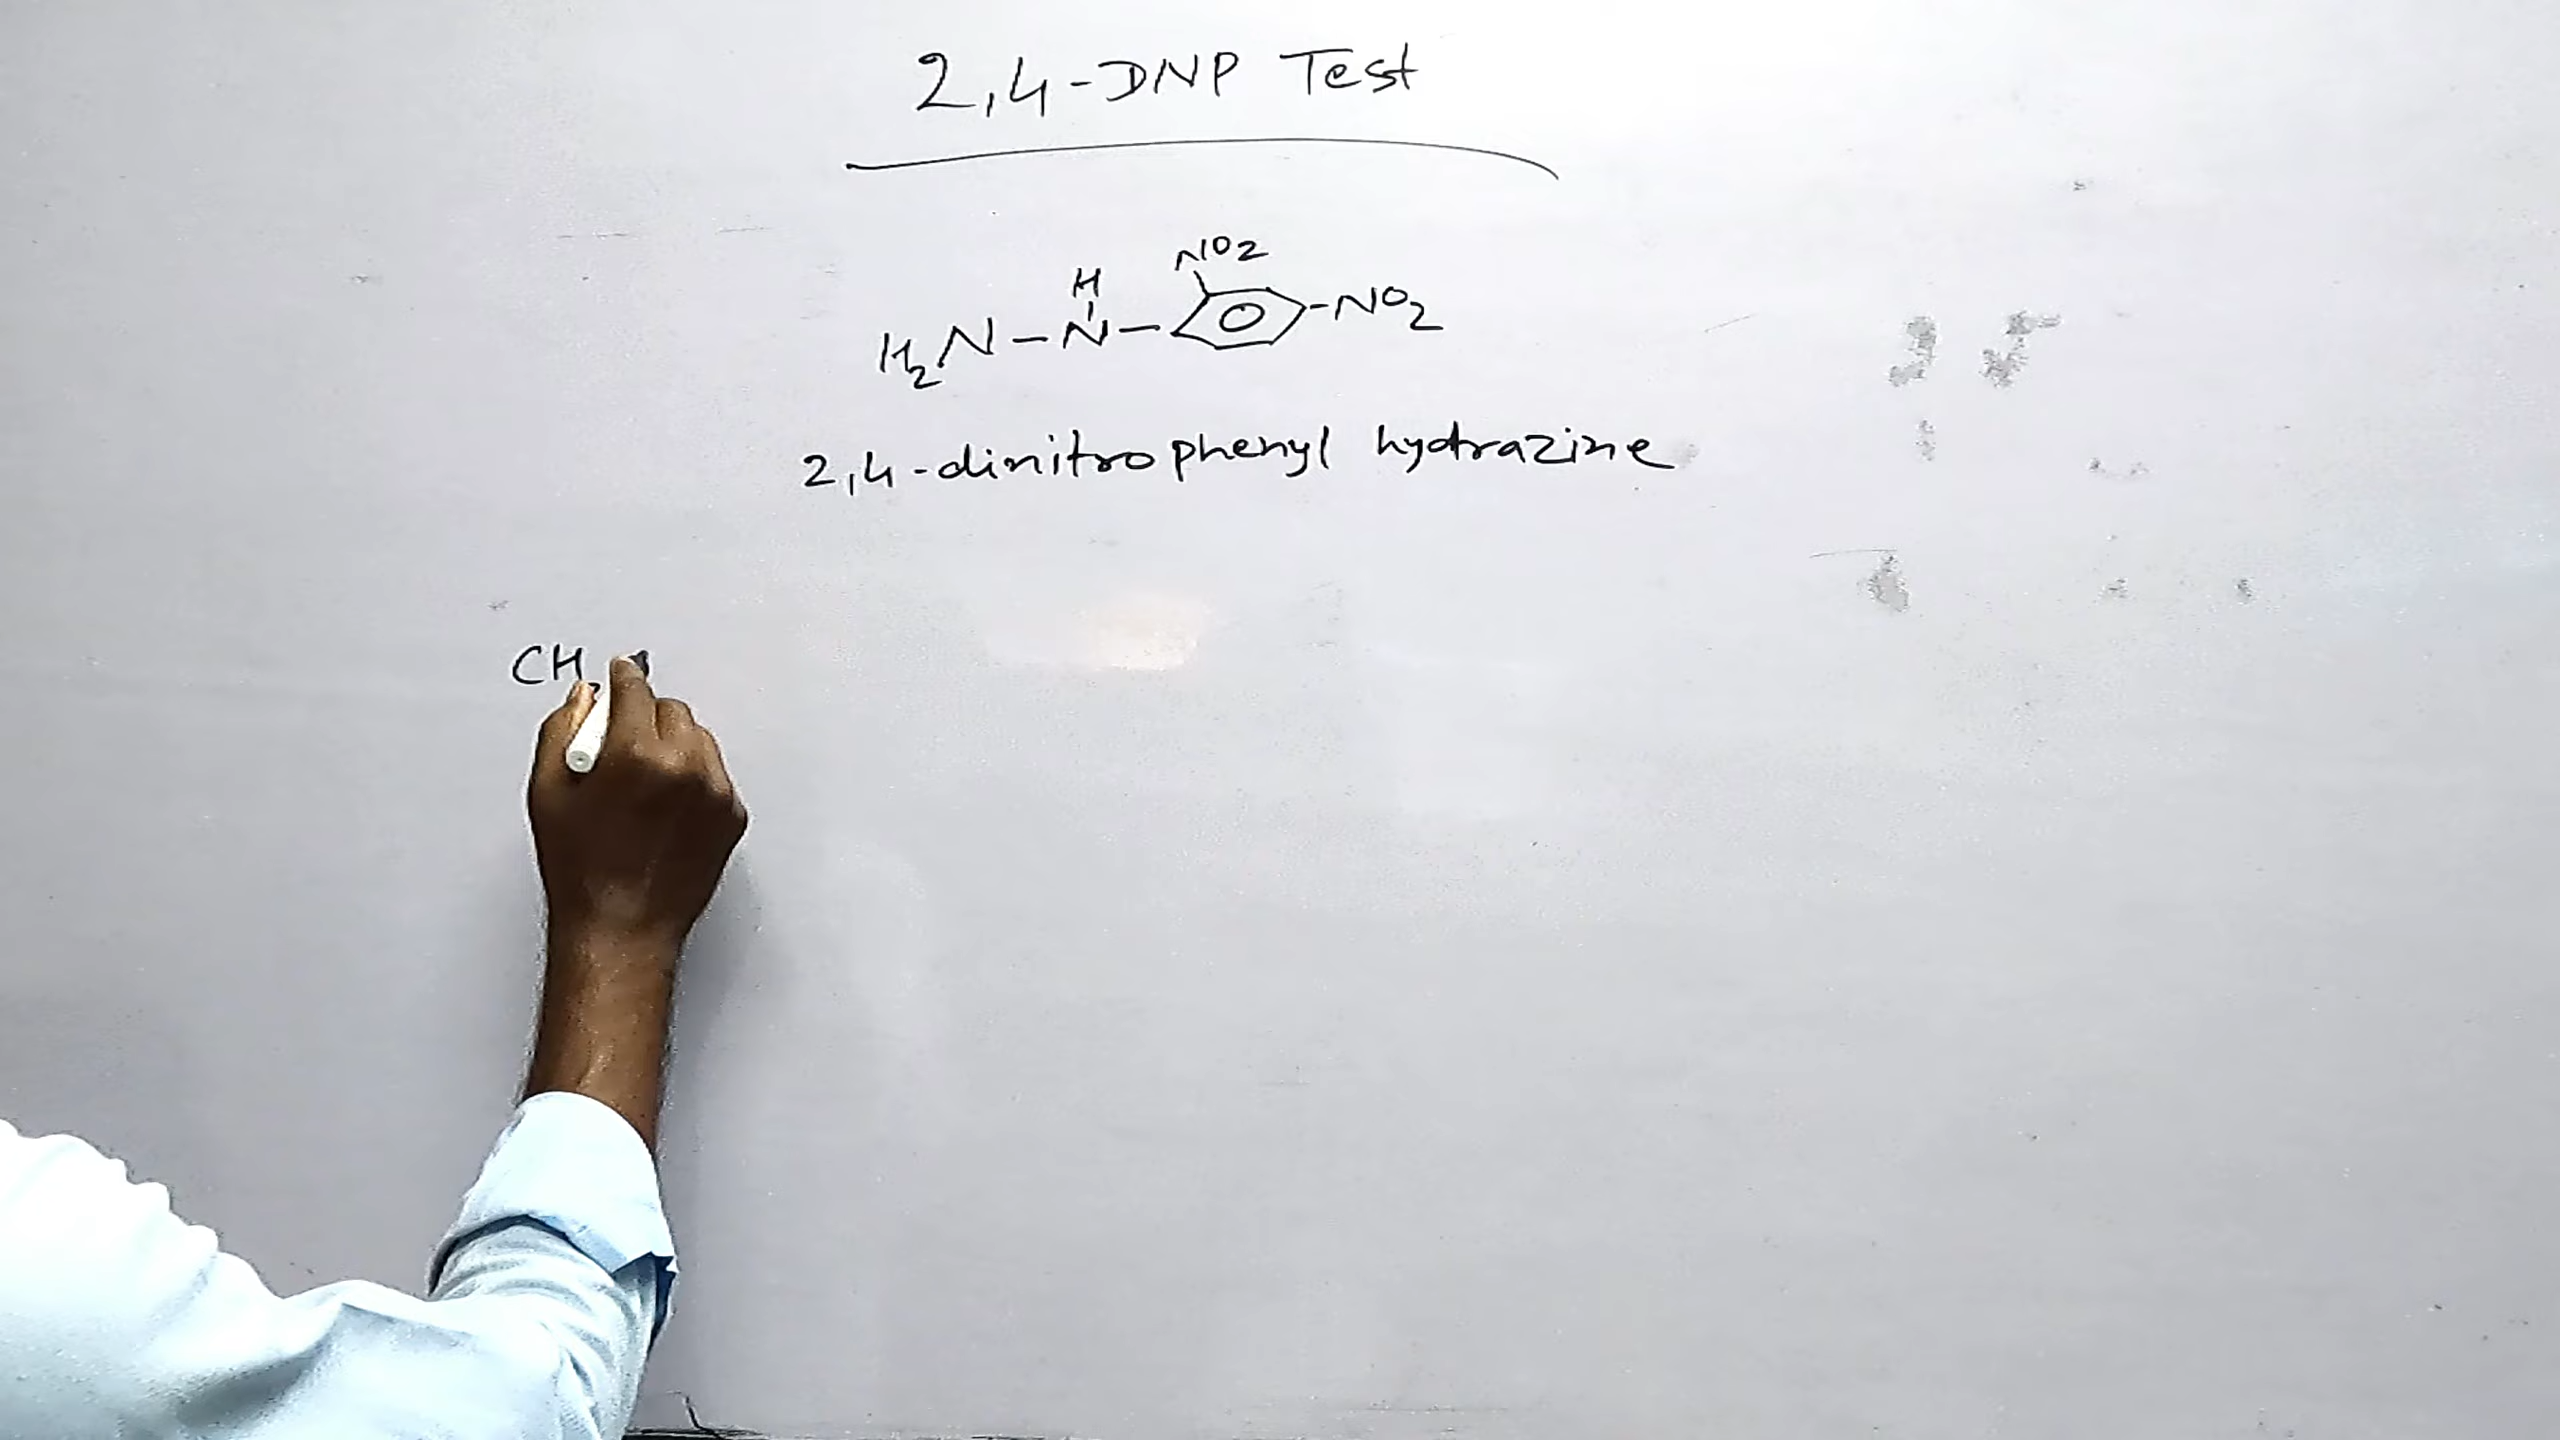 2,4-DNP Test
NO2
H
H2N-N-⌬-NO2
2,4-dinitrophenyl hydrazine
CH